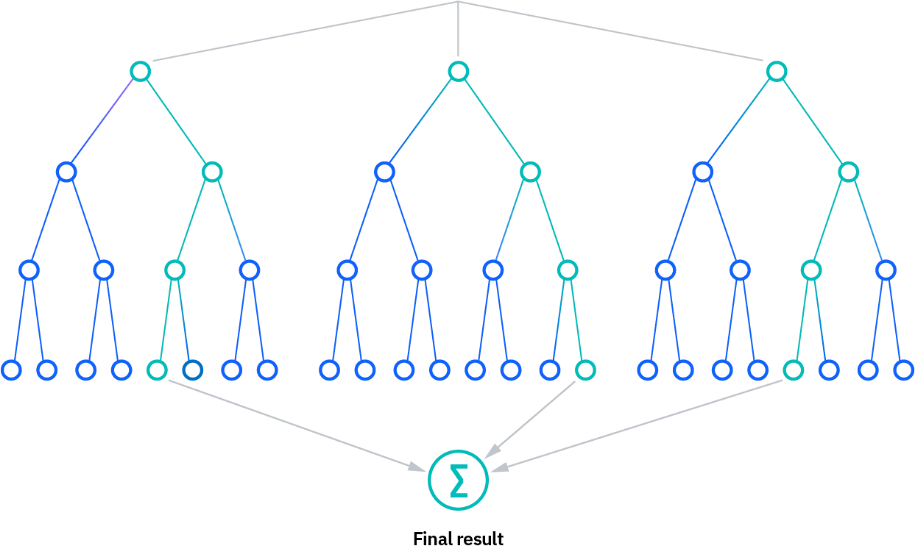 Σ
Final result